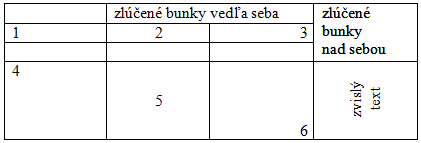 zlúčené bunky vedľa seba
zlúčené
bunky
nad sebou
1
2
3
4
5
6
zvislý
text